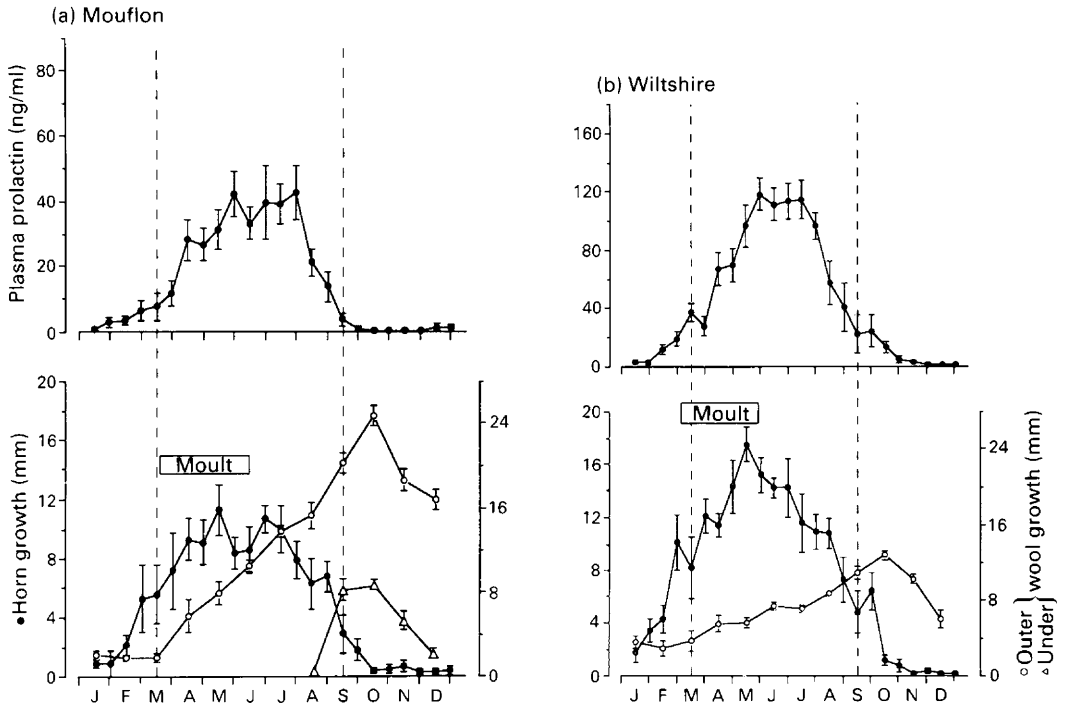 (a) Mouflon
Plasma prolactin (ng/ml)
80
60
40
20
0
(b) Wiltshire
160
120
80
40
0
20
16
12
8
4
0
●Horn growth (mm)
Moult
24
16
8
0
J F M A M J J A S O N D
20
16
12
8
4
0
Moult
24
16
8
0
○ Outer
△ Under
} wool growth (mm)
J F M A M J J A S O N D